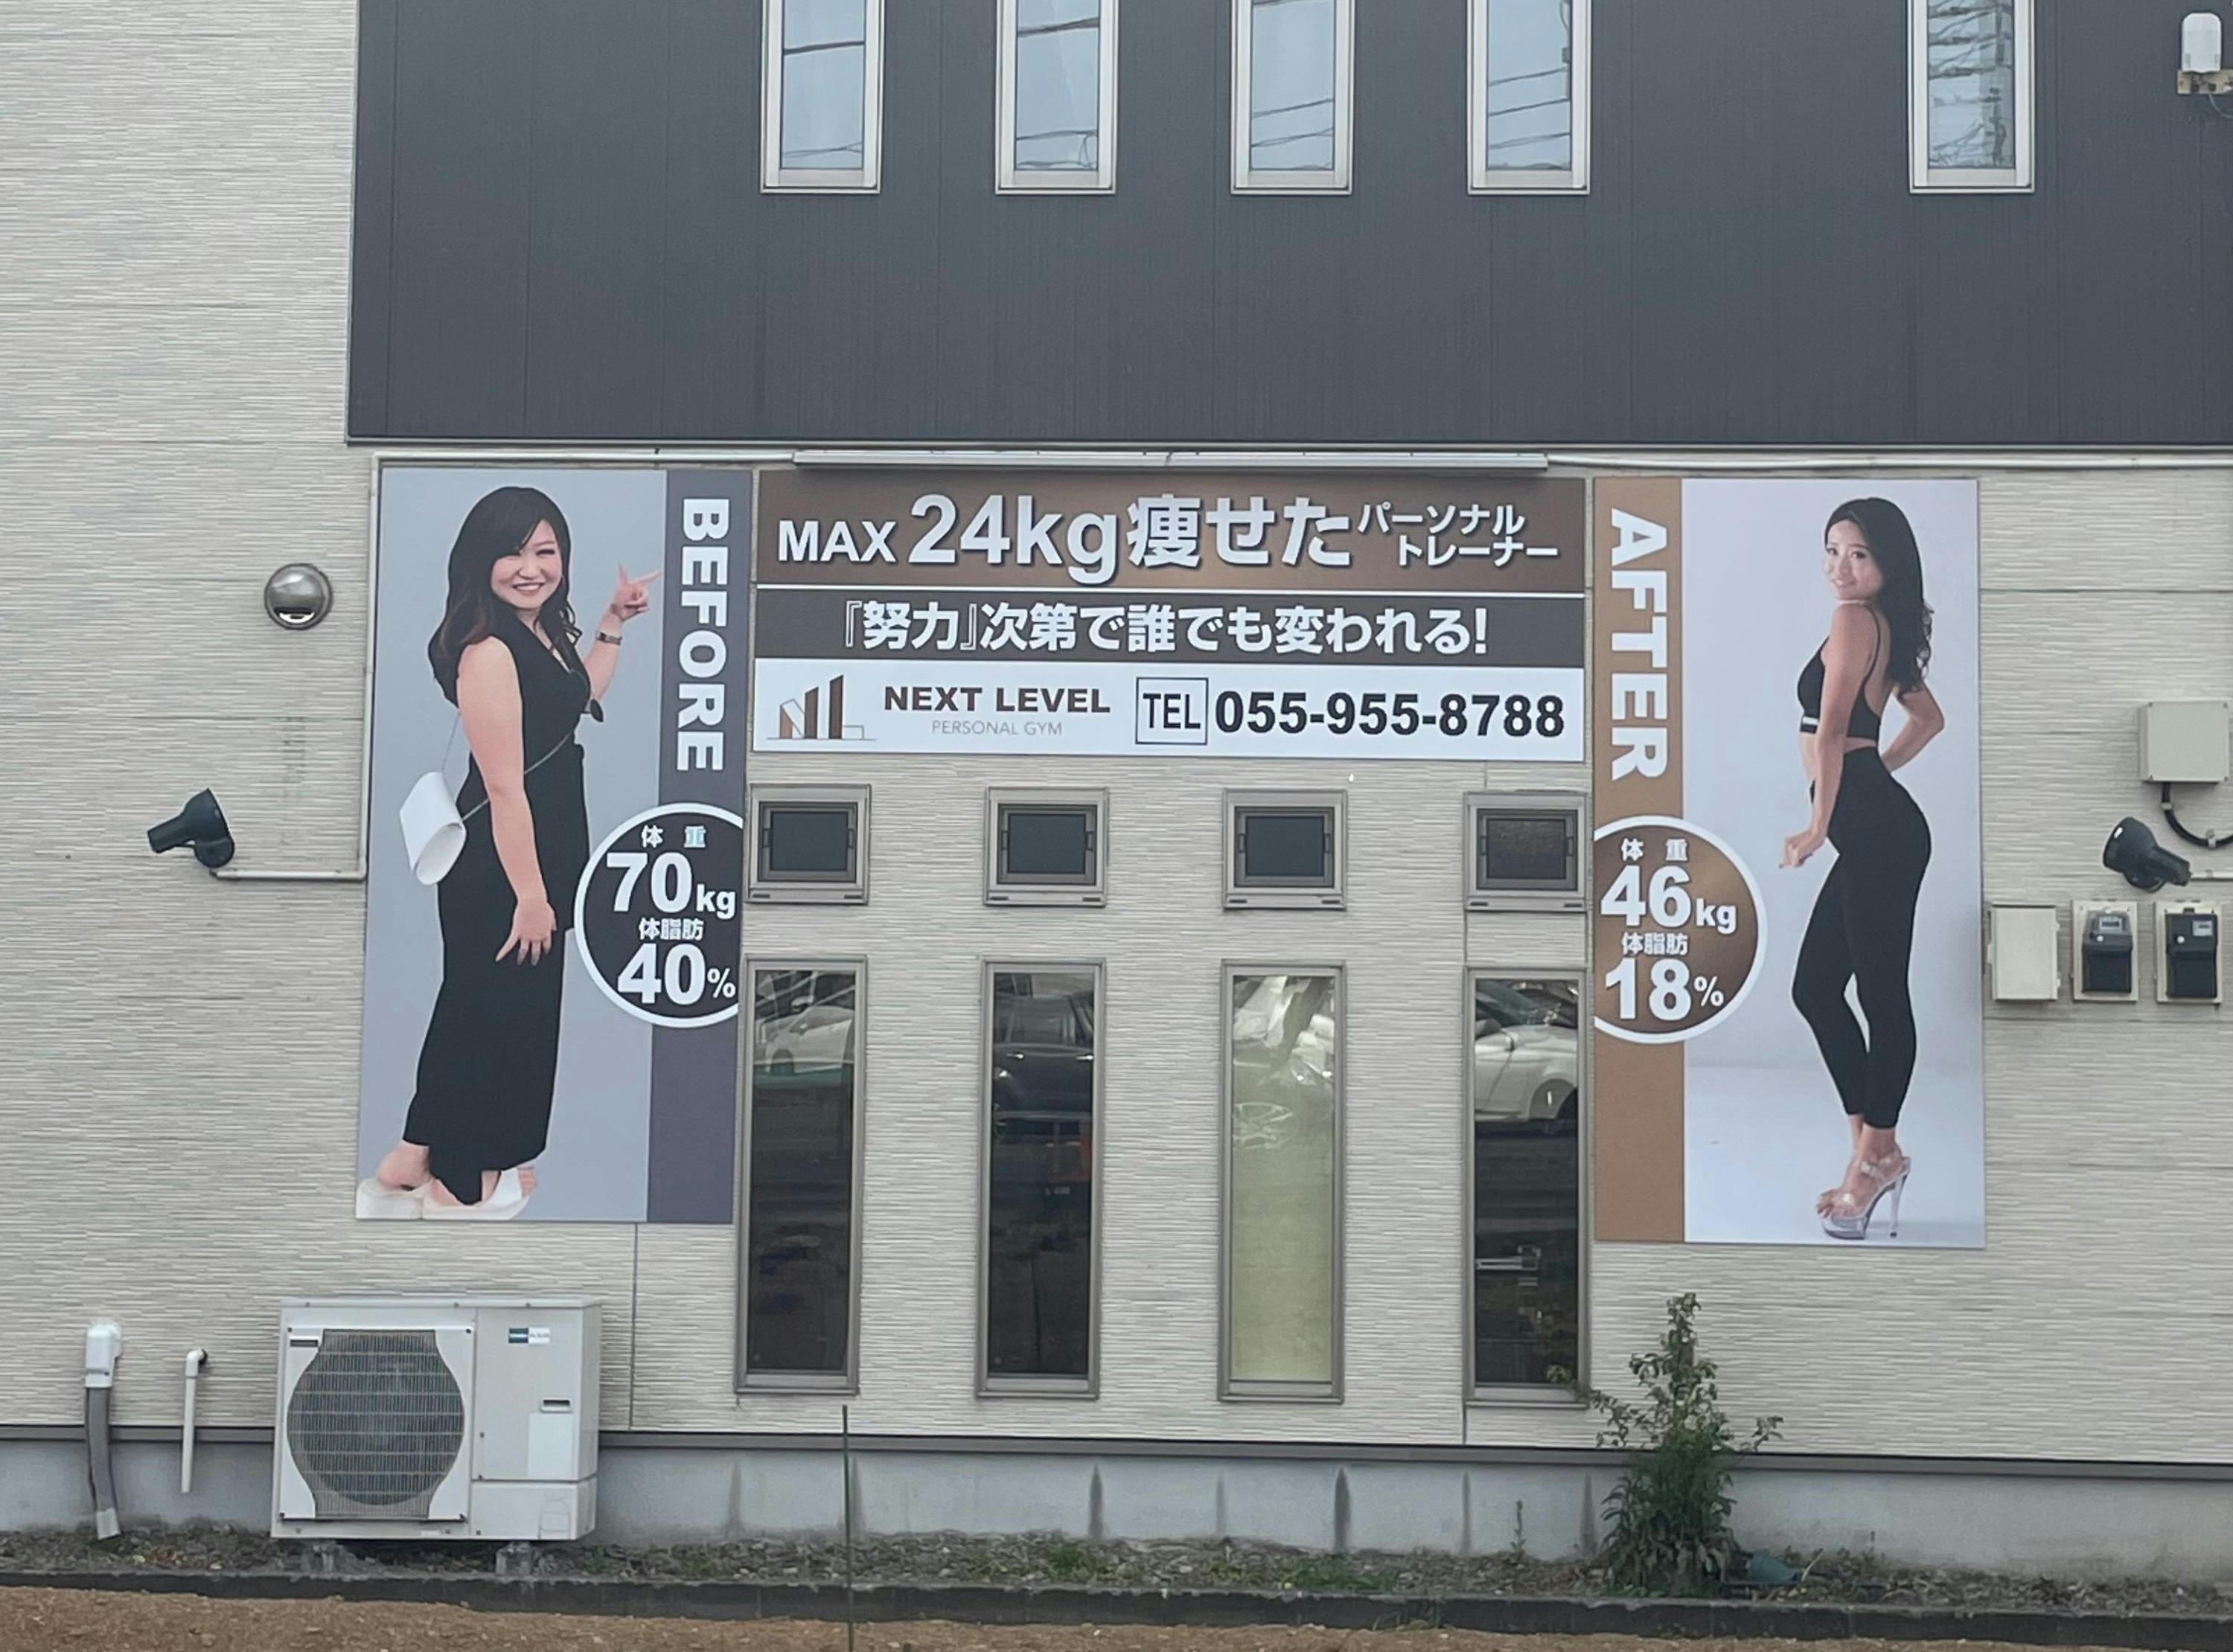 BEFORE
体重
70kg
体脂肪
40%
MAX 24kg痩せたパーソナル
トレーナー
『努力』次第で誰でも変われる!
NEXT LEVEL
PERSONAL GYM
TEL 055-955-8788
AFTER
体重
46kg
体脂肪
18%